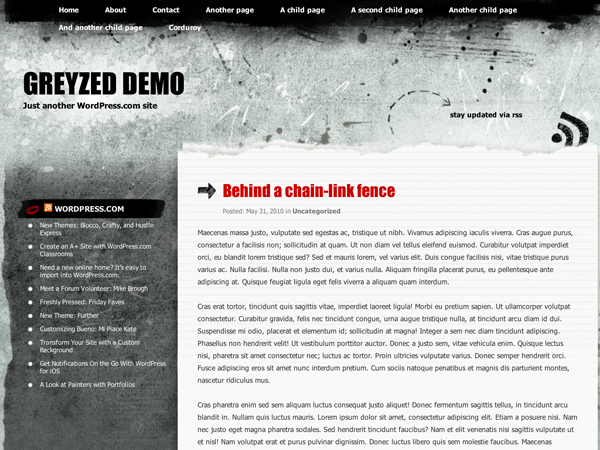 Home About Contact Another page A child page A second child page Another child page
And another child page Corduroy
GREYZED DEMO
Just another WordPress.com site
stay updated via rss
WORDPRESS.COM
New Themes: Blocco, Crafty, and Hustle
Express
Create an A+ Site with WordPress.com
Classrooms
Need a new online home? It's easy to
import into WordPress.com.
Meet a Forum Volunteer: Mike Brough
Freshly Pressed: Friday Faves
New Theme: Further
Customizing Bueno: Mi Piace Kate
Transform Your Site with a Custom
Background
Get Notifications On the Go With WordPress
for iOS
A Look at Painters with Portfolios
Behind a chain-link fence
Posted: May 31, 2010 in Uncategorized
Maecenas massa justo, vulputate sed egestas ac, tristique ut nibh. Vivamus adipiscing iaculis viverra. Cras augue purus,
consectetur a facilisis non; sollicitudin at quam. Ut non diam vel tellus eleifend euismod. Curabitur volutpat imperdiet
orci, eu blandit lorem tristique sed? Sed et mauris lorem, vel varius elit. Duis congue facilisis nisi, vitae tristique purus
varius ac. Nulla facilisi. Nulla non justo dui, et varius nulla. Aliquam fringilla placerat purus, eu pellentesque ante
adipiscing at. Quisque feugiat ligula eget felis viverra a aliquam quam interdum.
Cras erat tortor, tincidunt quis sagittis vitae, imperdiet laoreet ligula! Morbi eu pretium sapien. Ut ullamcorper volutpat
consectetur. Curabitur gravida, felis nec tincidunt congue, urna augue tristique nulla, at tincidunt arcu diam id dui.
Suspendisse mi odio, placerat et elementum id; sollicitudin at magna! Integer a sem nec diam tincidunt adipiscing.
Phasellus non hendrerit velit! Ut vestibulum porttitor auctor. Donec a justo sem, vitae vehicula enim. Quisque lectus
nisi, pharetra sit amet consectetur nec; luctus ac tortor. Proin ultricies vulputate varius. Donec semper hendrerit orci.
Fusce adipiscing eros sit amet nunc interdum pretium. Cum sociis natoque penatibus et magnis dis parturient montes,
nascetur ridiculus mus.
Cras pharetra enim sed sem aliquam luctus consequat justo aliquet! Donec fermentum sagittis tellus, in tincidunt arcu
blandit in. Nullam quis luctus mauris. Lorem ipsum dolor sit amet, consectetur adipiscing elit. Etiam a posuere nisi. Nam
nec justo eget magna pharetra sodales. Sed hendrerit tincidunt faucibus? Nam et elit venenatis nisi sagittis vulputate ut
et nisl! Nam volutpat erat et purus pulvinar dignissim. Donec luctus libero quis sem molestie faucibus. Maecenas